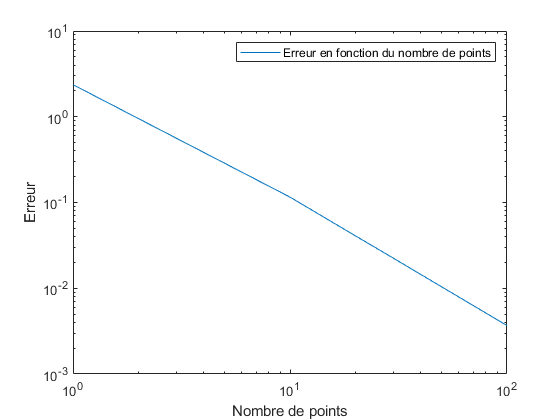 10^1
Erreur en fonction du nombre de points
10^0
10^-1
10^-2
10^-3
Erreur
10^0 10^1 10^2
Nombre de points